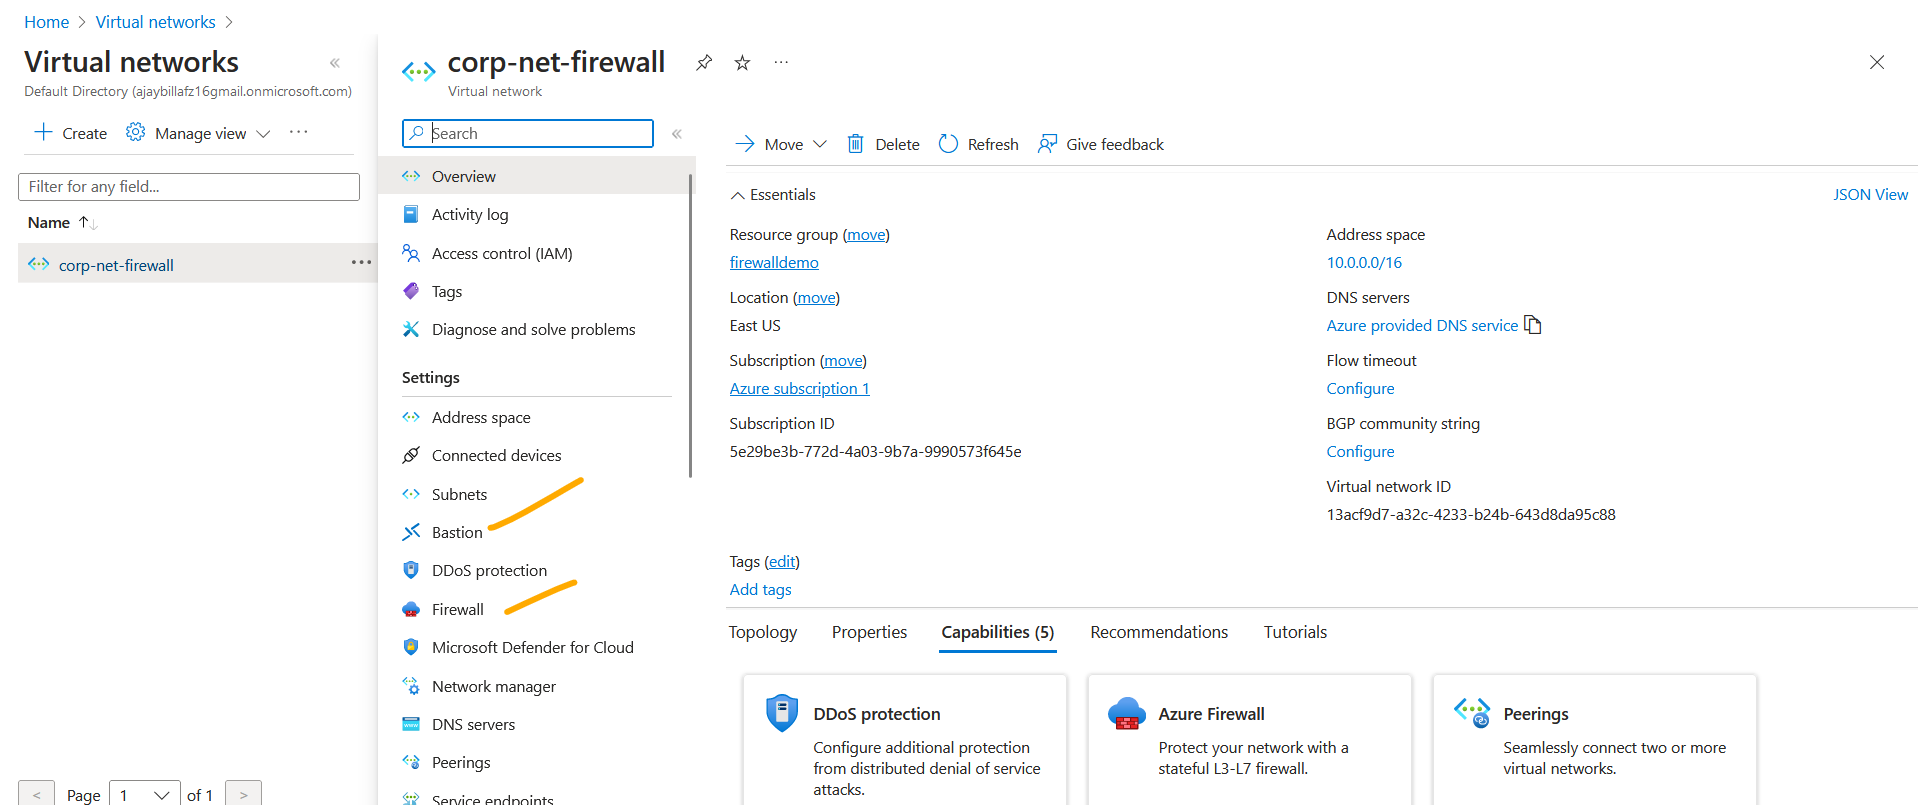 Home > Virtual networks >
Virtual networks «
Default Directory (ajaybillafz16gmail.onmicrosoft.com)
+ Create Manage view ···
Filter for any field...
Name ↑↓
corp-net-firewall ···
< Page 1 of 1 >
corp-net-firewall ···
Virtual network
Search «
Overview
Activity log
Access control (IAM)
Tags
Diagnose and solve problems
Settings
Address space
Connected devices
Subnets
Bastion
DDoS protection
Firewall
Microsoft Defender for Cloud
Network manager
DNS servers
Peerings
Service endpoints
Move Delete Refresh Give feedback
Essentials JSON View
Resource group (move)
firewalldemo
Location (move)
East US
Subscription (move)
Azure subscription 1
Subscription ID
5e29be3b-772d-4a03-9b7a-9990573f645e
Address space
10.0.0.0/16
DNS servers
Azure provided DNS service
Flow timeout
Configure
BGP community string
Configure
Virtual network ID
13acf9d7-a32c-4233-b24b-643d8da95c88
Tags (edit)
Add tags
Topology Properties Capabilities (5) Recommendations Tutorials
DDoS protection
Configure additional protection
from distributed denial of service
attacks.
Azure Firewall
Protect your network with a
stateful L3-L7 firewall.
Peerings
Seamlessly connect two or more
virtual networks.